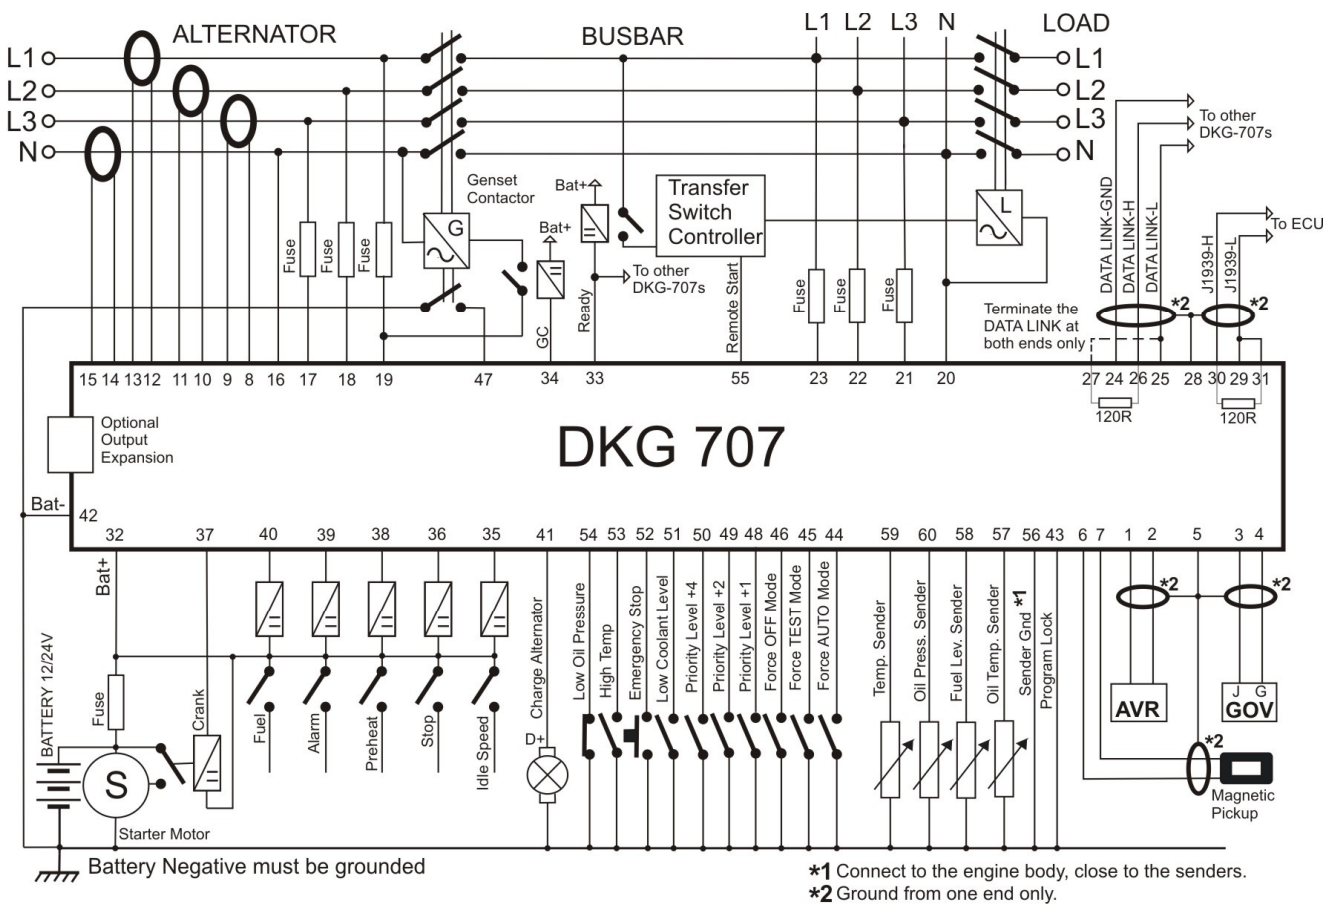 ALTERNATOR
BUSBAR
L1 L2 L3 N
LOAD
L1
L2
L3
N
L1
L2
L3
N
To other
DKG-707s
Genset
Contactor
G
Bat+
Bat+
GC
Ready
To other
DKG-707s
Transfer
Switch
Controller
Remote Start
L
Fuse
Fuse
Fuse
Fuse
Fuse
Fuse
DATA LINK-GND
DATA LINK-H
DATA LINK-L
J1939-H
J1939-L
To ECU
Terminate the
DATA LINK at
both ends only
*2
*2
15 14 13 12 11 10 9 8 16 17 18 19 47 34 33 55 23 22 21 20 27 24 26 25 28 30 29 31
120R
120R
Optional
Output
Expansion
DKG 707
Bat-
42
32 37 40 39 38 36 35 41 54 53 52 51 50 49 48 46 45 44 59 60 58 57 56 43 6 7 1 2 5 3 4
Bat+
BATTERY 12/24V
Fuse
S
Starter Motor
Crank
Fuel
Alarm
Preheat
Stop
Idle Speed
Charge Alternator
D+
Low Oil Pressure
High Temp
Emergency Stop
Low Coolant Level
Priority Level +4
Priority Level +2
Priority Level +1
Force OFF Mode
Force TEST Mode
Force AUTO Mode
Temp. Sender
Oil Press. Sender
Fuel Lev. Sender
Oil Temp. Sender
Sender Gnd *1
Program Lock
*2
*2
AVR
J G
GOV
*2
Magnetic
Pickup
Battery Negative must be grounded
*1 Connect to the engine body, close to the senders.
*2 Ground from one end only.